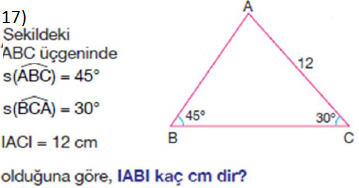 17)
Şekildeki
ABC üçgeninde
s(ABC) = 45°
s(BCA) = 30°
IACI = 12 cm
olduğuna göre, IABI kaç cm dir?
A
12
45°
30°
B
C